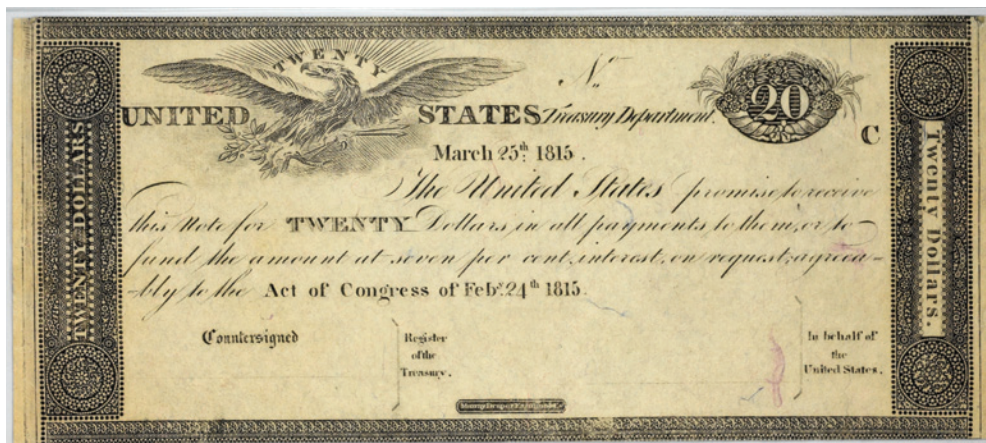 TWENTY
No.
20
UNITED STATES Treasury Department.
C
March 25th 1815.
The United States promise to receive
this Note for TWENTY Dollars, in all payments to them, or to
fund the amount at seven per cent, interest, on request, agreea-
-bly to the Act of Congress of Feby. 24th 1815.
Countersigned
Register
of the
Treasury.
In behalf of
the
United States.
TWENTY DOLLARS
Twenty Dollars.